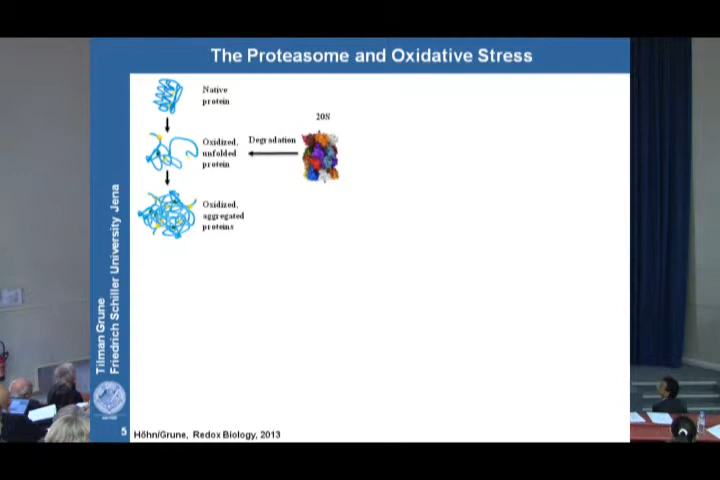 The Proteasome and Oxidative Stress
Native
protein
20S
Oxidized,
unfolded
protein
Degradation
Oxidized,
aggregated
proteins
Tilman Grune
Friedrich Schiller University Jena
5
Höhn/Grune, Redox Biology, 2013